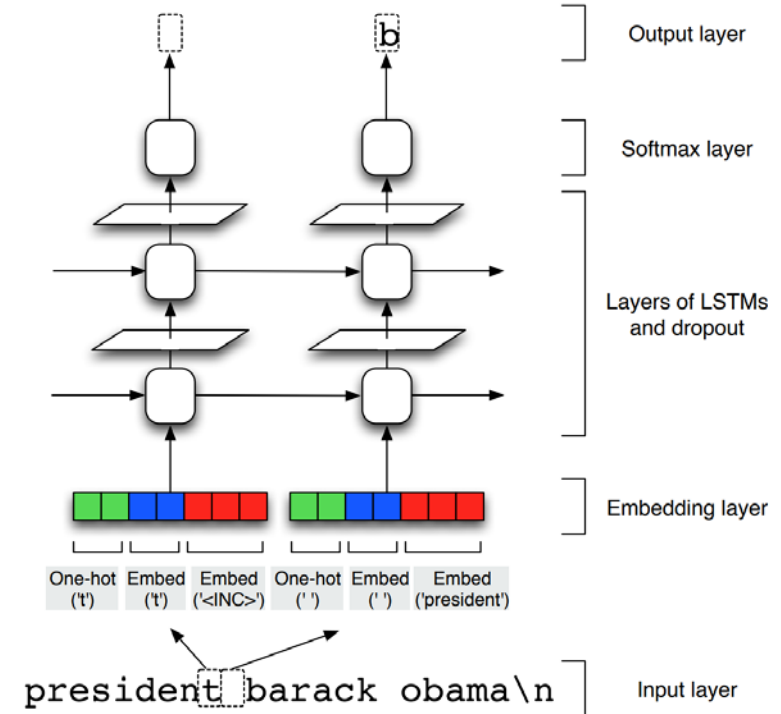 b
Output layer
Softmax layer
Layers of LSTMs
and dropout
Embedding layer
One-hot
('t')
Embed
('t')
Embed
('<INC>')
One-hot
(' ')
Embed
(' ')
Embed
('president')
president barack obama\n
Input layer